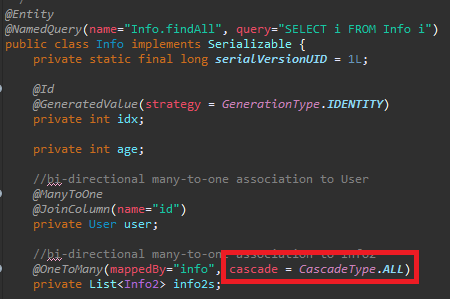 @Entity
@NamedQuery(name="Info.findAll", query="SELECT i FROM Info i")
public class Info implements Serializable {
private static final long serialVersionUID = 1L;
@Id
@GeneratedValue(strategy = GenerationType.IDENTITY)
private int idx;
private int age;
//bi-directional many-to-one association to User
@ManyToOne
@JoinColumn(name="id")
private User user;
//bi-directional many-to-one association to Info2
@OneToMany(mappedBy="info", cascade = CascadeType.ALL)
private List<Info2> info2s;